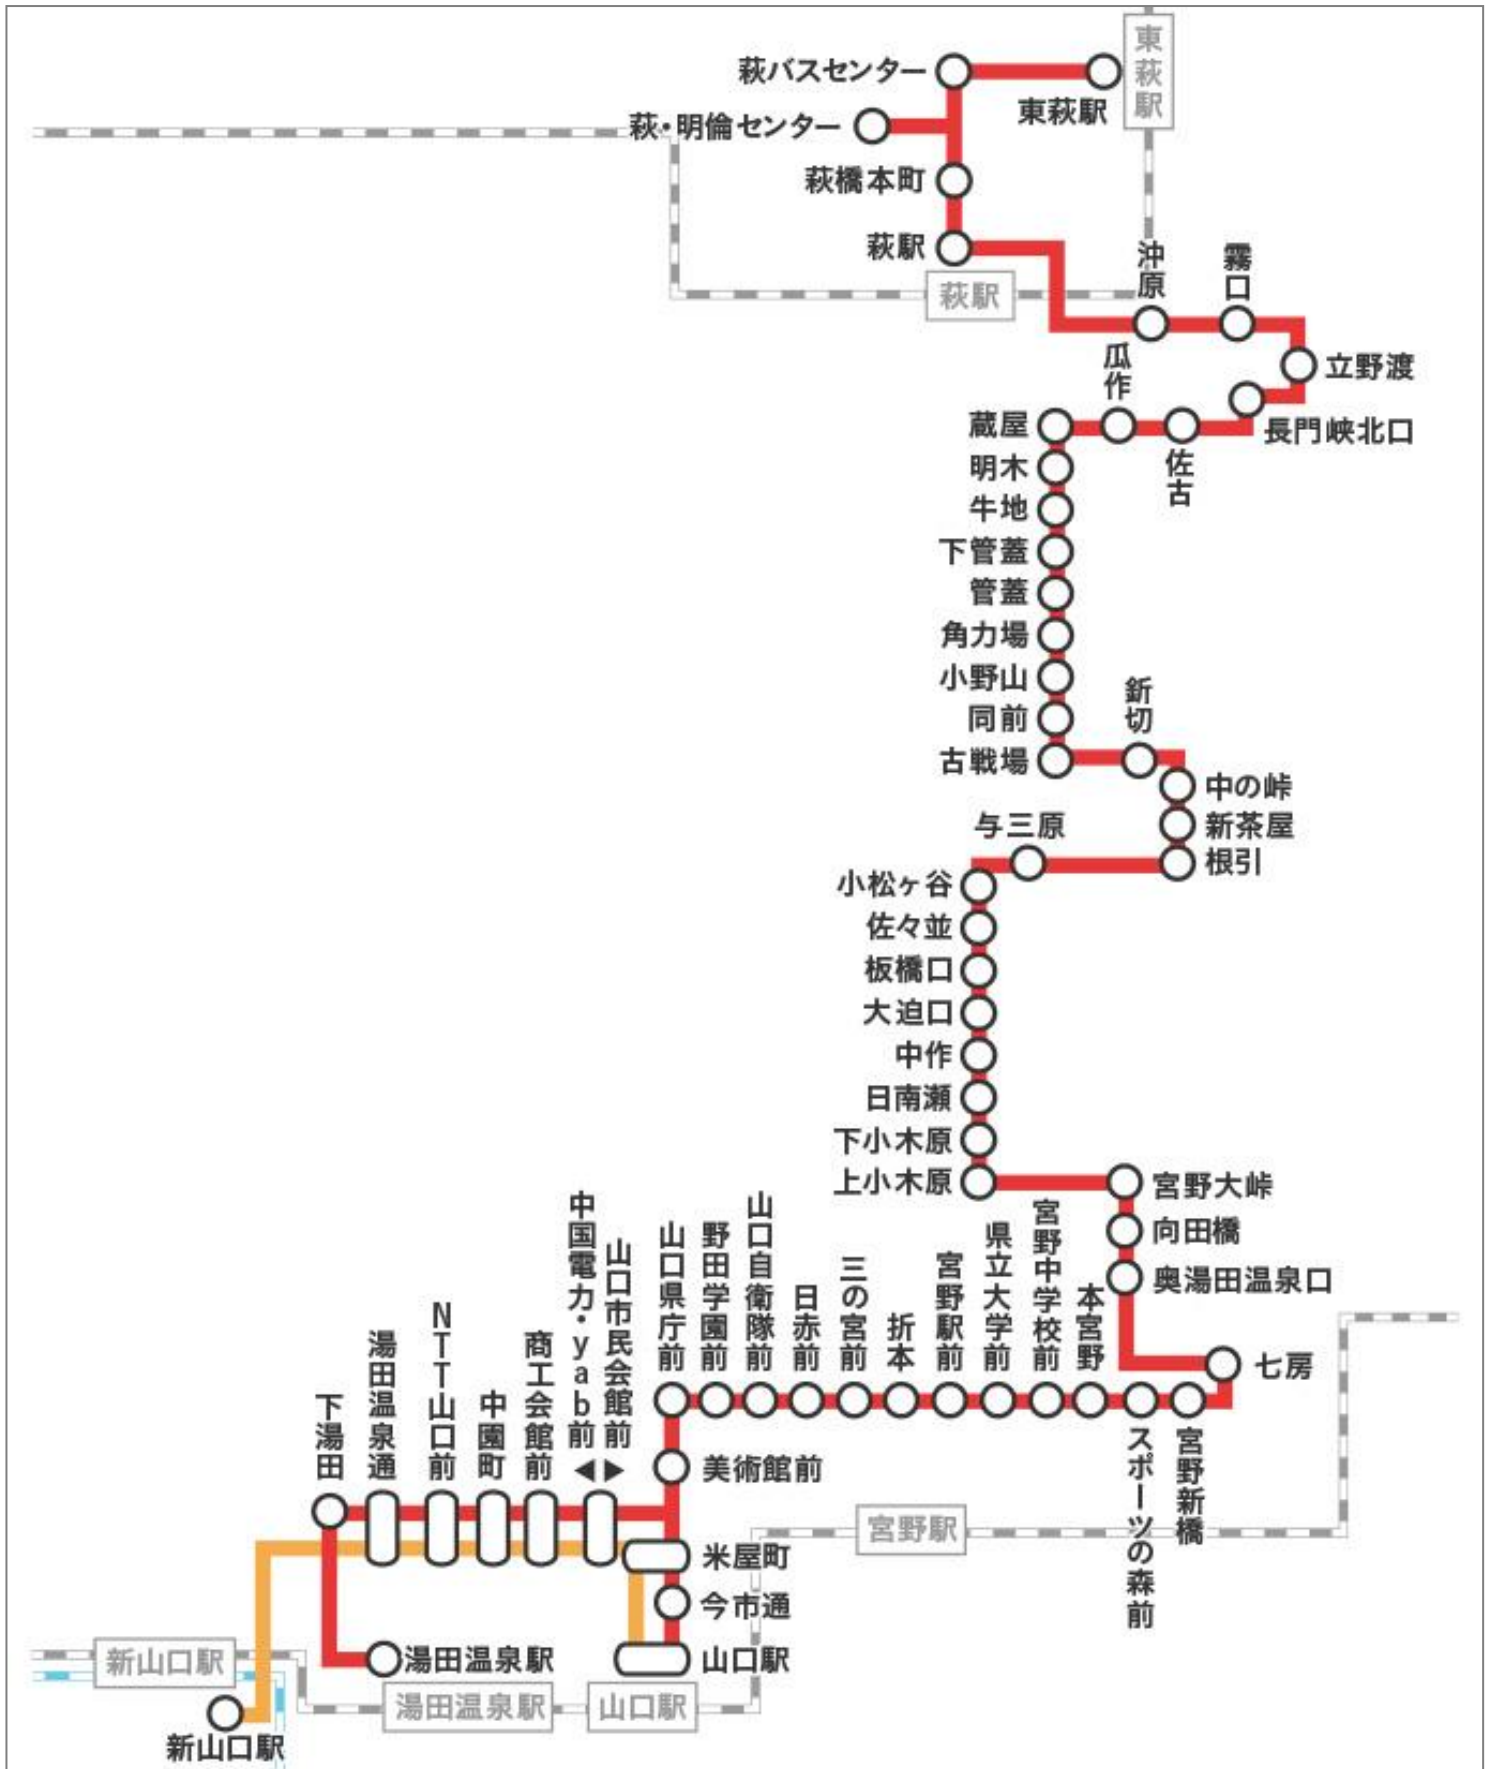 東萩駅
萩バスセンター
東萩駅
萩・明倫センター
萩橋本町
萩駅
萩駅
沖原
霧口
立野渡
長門峡北口
佐古
瓜作
蔵屋
明木
牛地
下管蓋
管蓋
角力場
小野山
同前
古戦場
釿切
中の峠
新茶屋
根引
与三原
小松ヶ谷
佐々並
板橋口
大迫口
中作
日南瀬
下小木原
上小木原
宮野大峠
向田橋
奥湯田温泉口
七房
宮野新橋
スポーツの森前
本宮野
宮野中学校前
県立大学前
宮野駅前
折本
三の宮前
日赤前
山口自衛隊前
野田学園前
山口県庁前
山口市民会館前▶
中国電力・yab前◀
商工会館前
中園町
NTT山口前
湯田温泉通
下湯田
美術館前
米屋町
今市通
山口駅
湯田温泉駅
新山口駅
宮野駅
新山口駅
湯田温泉駅
山口駅